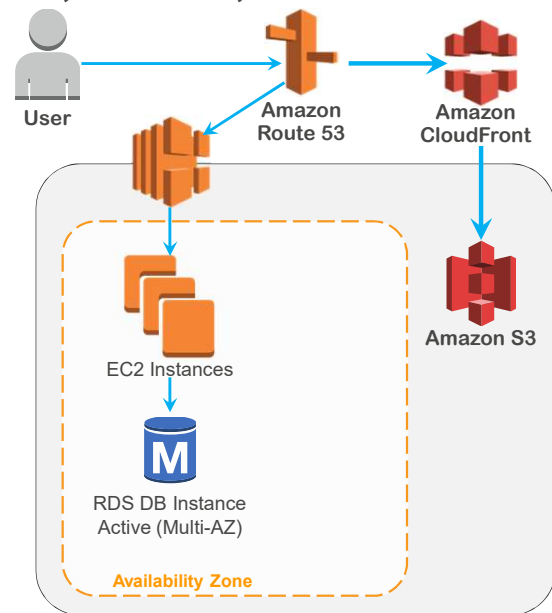 User
Amazon
Route 53
Amazon
CloudFront
Amazon S3
EC2 Instances
M
RDS DB Instance
Active (Multi-AZ)
Availability Zone